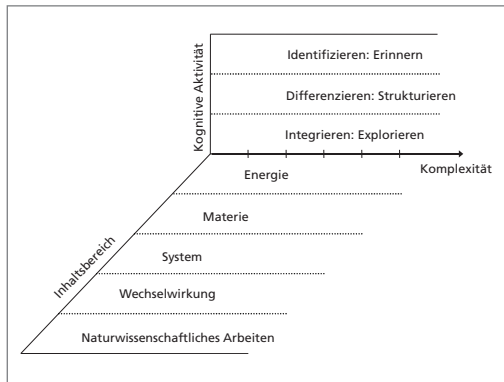 Kognitive Aktivität
Identifizieren: Erinnern
Differenzieren: Strukturieren
Integrieren: Explorieren
Komplexität
Inhaltsbereich
Energie
Materie
System
Wechselwirkung
Naturwissenschaftliches Arbeiten